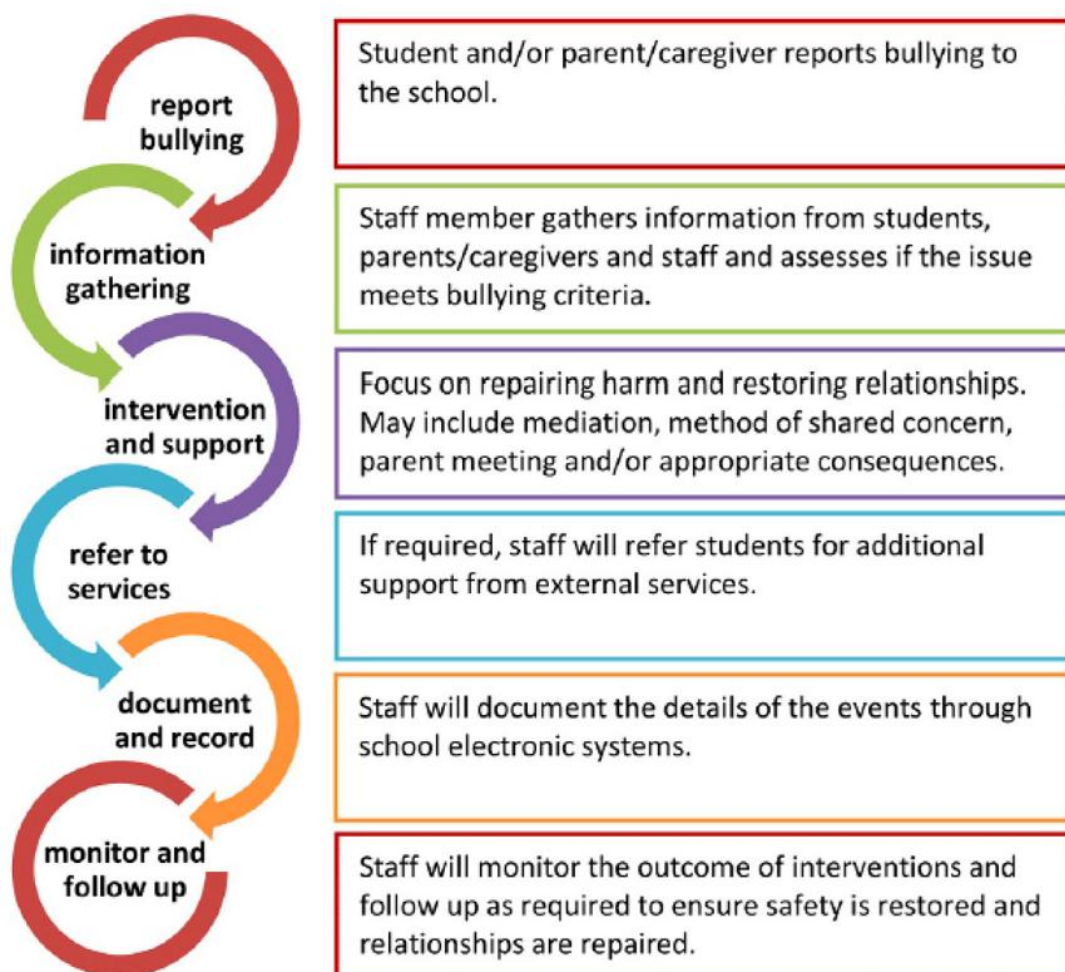 report
bullying
Student and/or parent/caregiver reports bullying to
the school.
information
gathering
Staff member gathers information from students,
parents/caregivers and staff and assesses if the issue
meets bullying criteria.
intervention
and support
Focus on repairing harm and restoring relationships.
May include mediation, method of shared concern,
parent meeting and/or appropriate consequences.
refer to
services
If required, staff will refer students for additional
support from external services.
document
and record
Staff will document the details of the events through
school electronic systems.
monitor and
follow up
Staff will monitor the outcome of interventions and
follow up as required to ensure safety is restored and
relationships are repaired.